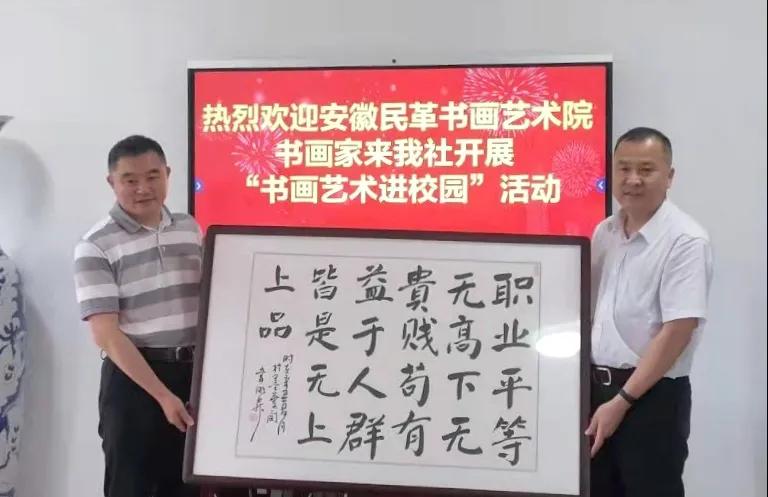 热烈欢迎安徽民革书画艺术院
书画家来我社开展
“书画艺术进校园”活动
职业平等
无高下无
貴贱苟有
益于人群
皆是无上
上品